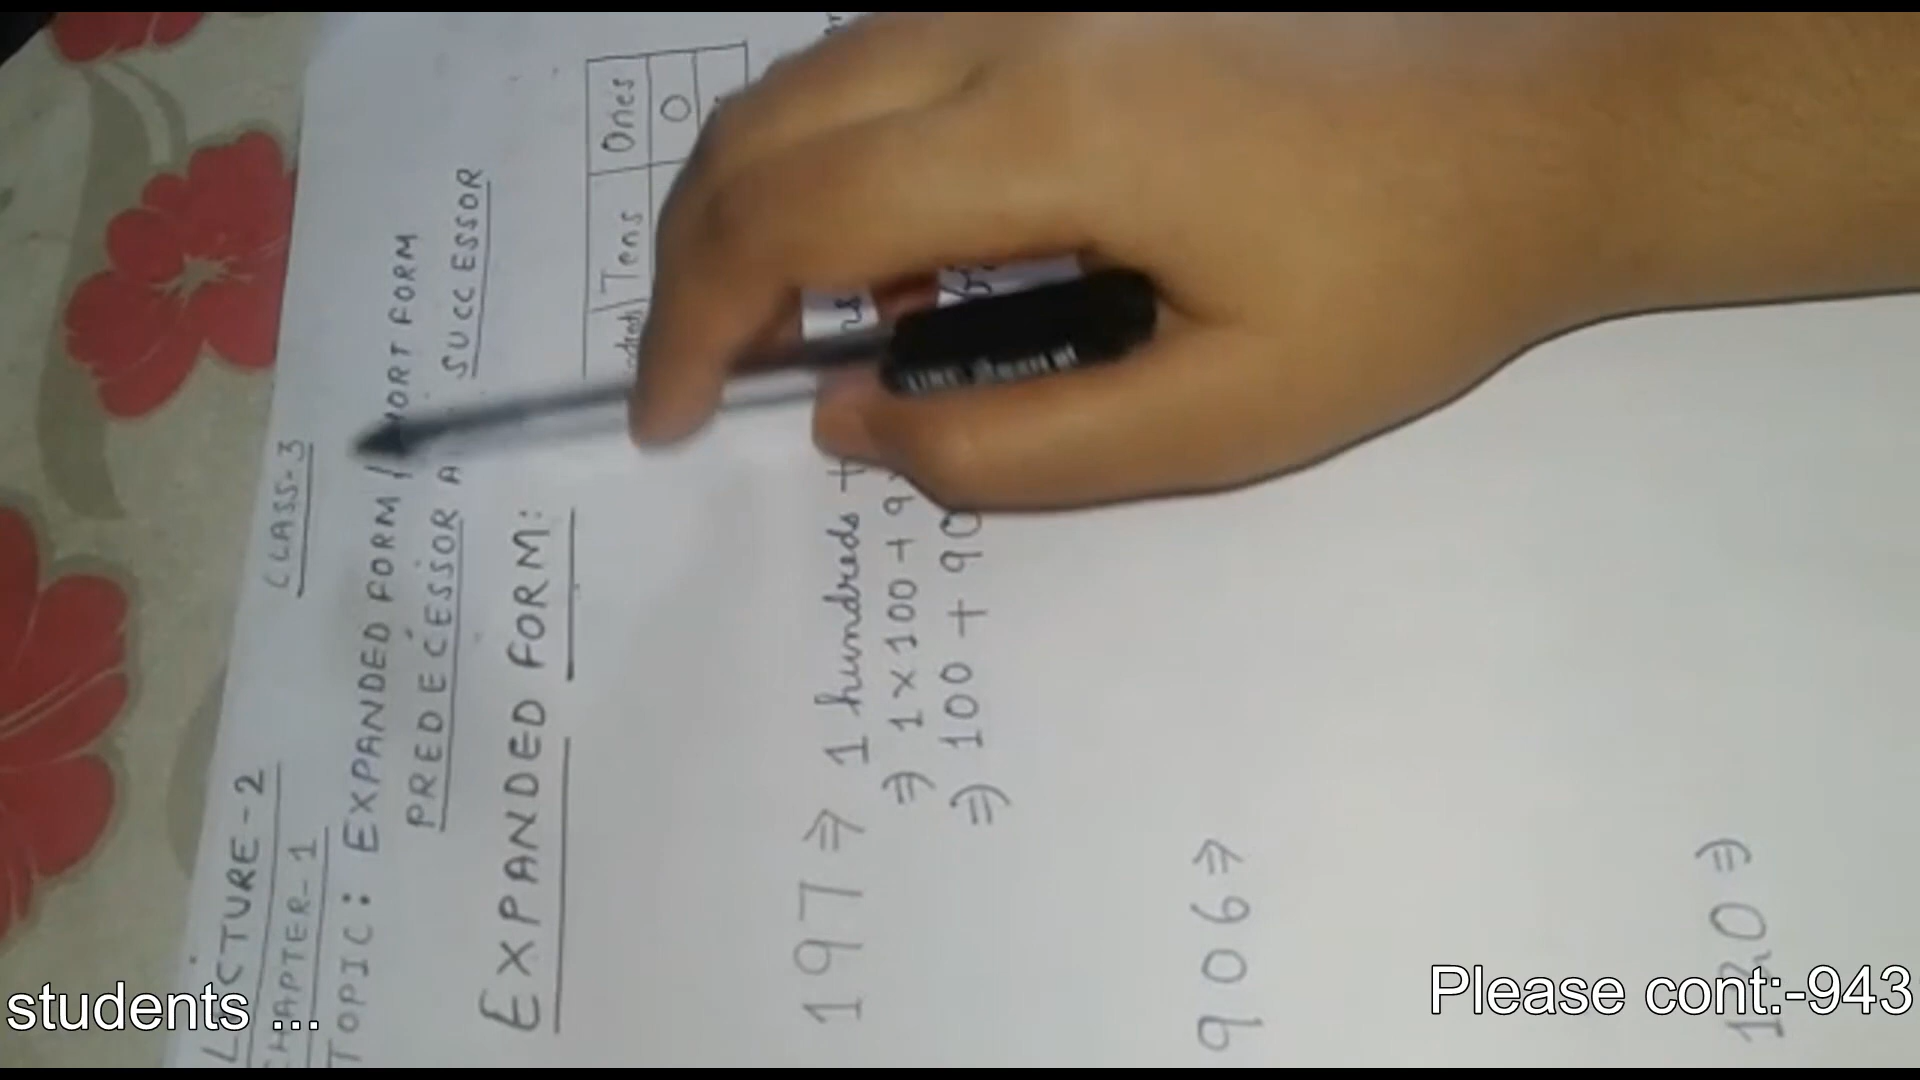 LECTURE-2
CLASS-3
CHAPTER-1
TOPIC: EXPANDED FORM / SHORT FORM
PREDECESSOR A SUCCESSOR
EXPANDED FORM:
Tens Ones
0
197 ⇒ 1 hundreds +
⇒ 1 × 100 + 9
⇒ 100 + 90
906 ⇒
120 ⇒
students ...
Please cont:-943